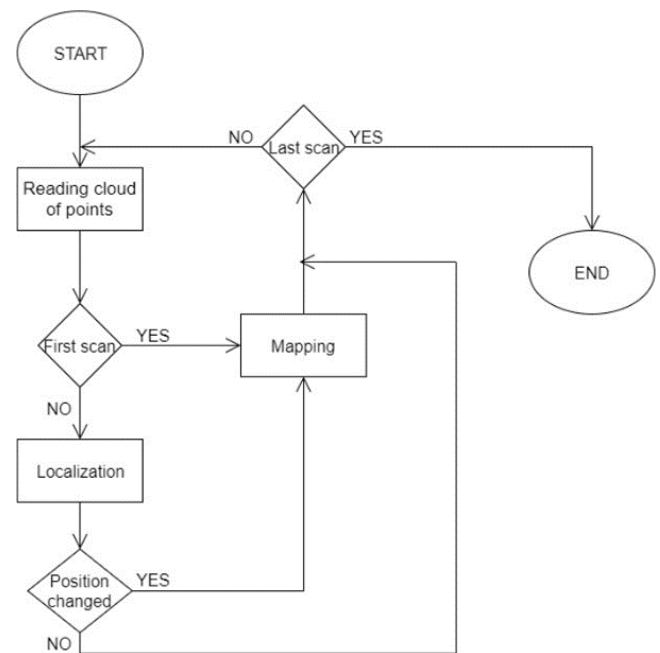 START
NO
Last scan
YES
Reading cloud
of points
END
First scan
YES
Mapping
NO
Localization
Position
changed
YES
NO